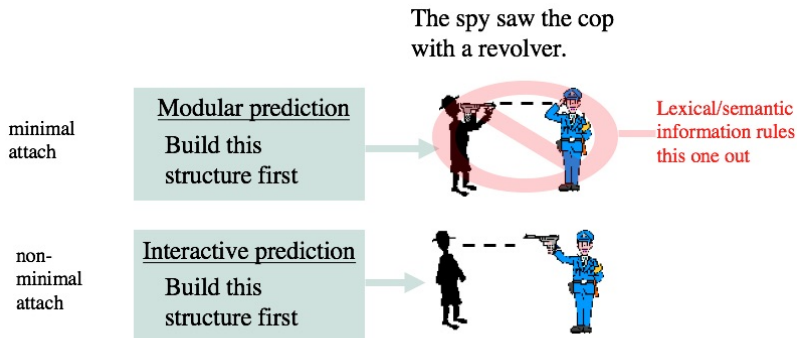 The spy saw the cop
with a revolver.
minimal
attach
Modular prediction
Build this
structure first
Lexical/semantic
information rules
this one out
non-
minimal
attach
Interactive prediction
Build this
structure first